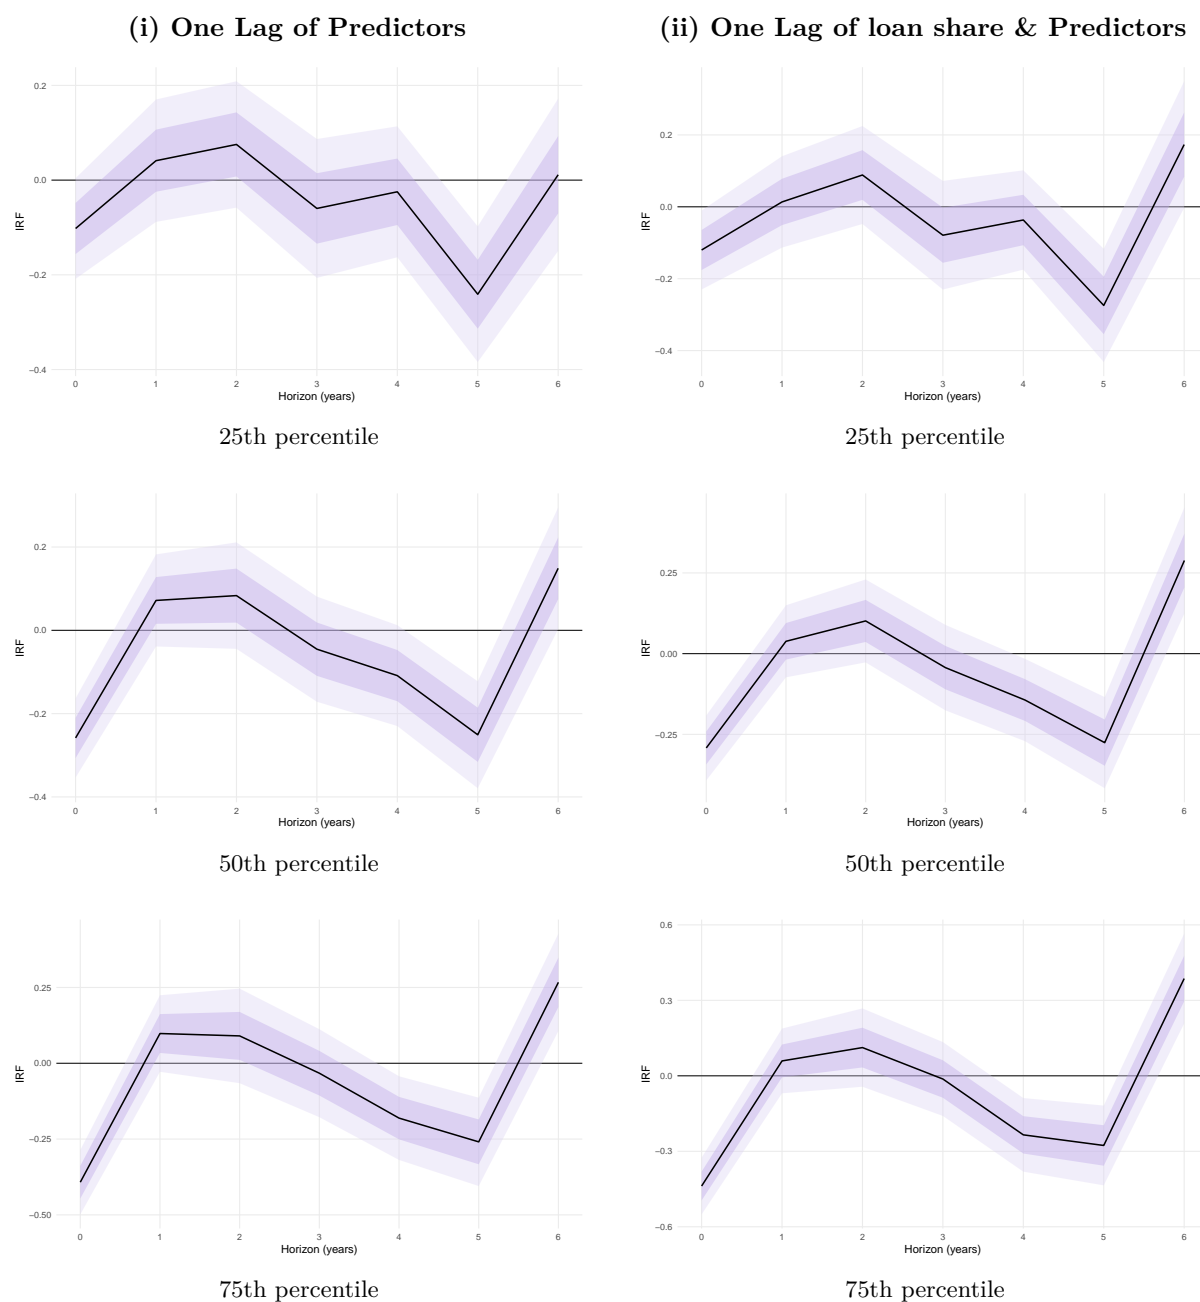 (i) One Lag of Predictors
(ii) One Lag of loan share & Predictors
0.2
0.0
−0.2
−0.4
IRF
0 1 2 3 4 5 6
Horizon (years)
25th percentile
0.2
0.0
−0.2
−0.4
IRF
0 1 2 3 4 5 6
Horizon (years)
25th percentile
0.2
0.0
−0.2
−0.4
IRF
0 1 2 3 4 5 6
Horizon (years)
50th percentile
0.25
0.00
−0.25
IRF
0 1 2 3 4 5 6
Horizon (years)
50th percentile
0.25
0.00
−0.25
−0.50
IRF
0 1 2 3 4 5 6
Horizon (years)
75th percentile
0.6
0.3
0.0
−0.3
−0.6
IRF
0 1 2 3 4 5 6
Horizon (years)
75th percentile